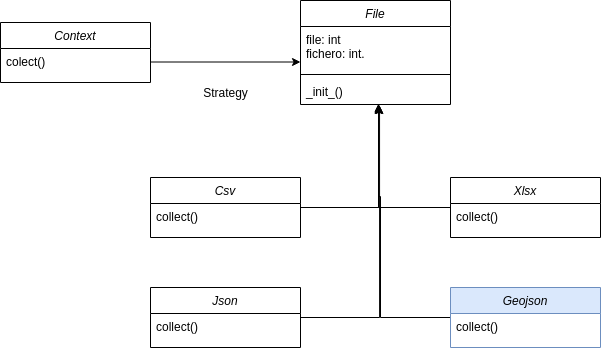 File
Context
file: int
fichero: int.
colect()
Strategy
_init_()
Csv
Xlsx
collect()
collect()
Json
Geojson
collect()
collect()